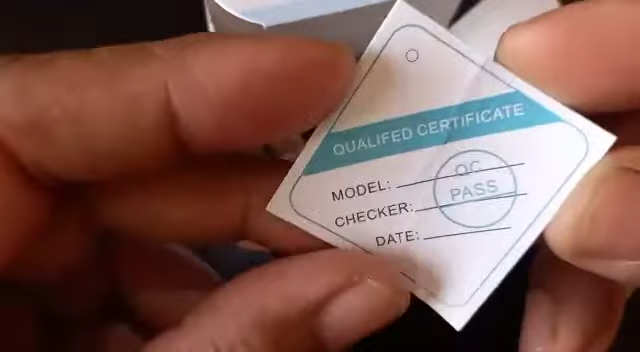 QUALIFED CERTIFICATE
QC
MODEL:
PASS
CHECKER:
DATE: